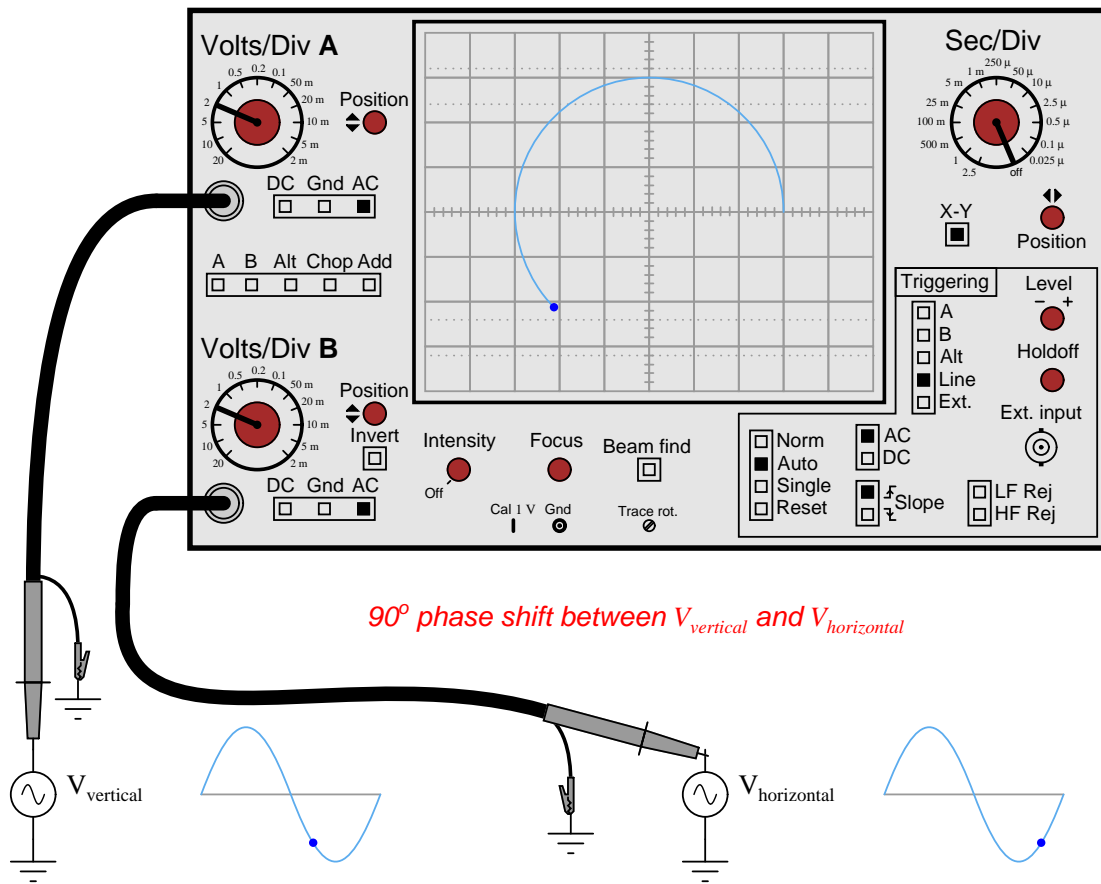 Volts/Div A
0.5 0.2 0.1
1 50 m
2 20 m
5 10 m
10 5 m
20 2 m
Position
DC Gnd AC
A B Alt Chop Add
Volts/Div B
0.5 0.2 0.1
1 50 m
2 20 m
5 10 m
10 5 m
20 2 m
Position
Invert
DC Gnd AC
Intensity
Off
Focus
Beam find
Cal 1 V Gnd
Trace rot.
Sec/Div
250 µ
1 m 50 µ
5 m 10 µ
25 m 2.5 µ
100 m 0.5 µ
500 m 0.1 µ
1 0.025 µ
2.5 off
X-Y
Position
Triggering
A
B
Alt
Line
Ext.
Level
− +
Holdoff
Ext. input
Norm
Auto
Single
Reset
AC
DC
Slope
LF Rej
HF Rej
90° phase shift between Vvertical and Vhorizontal
Vvertical
Vhorizontal